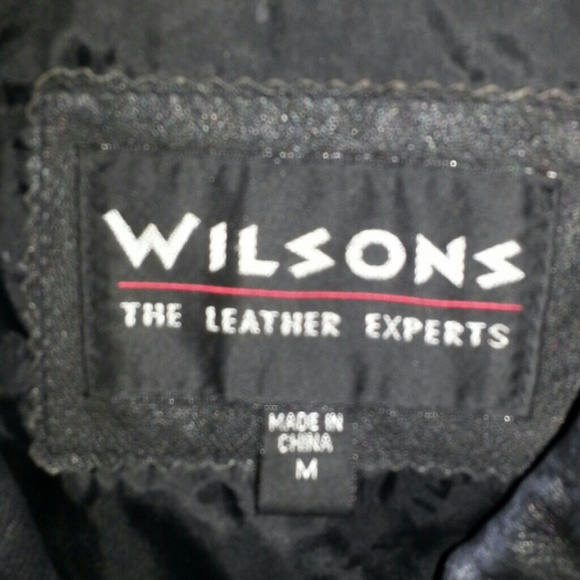 WILSONS
THE LEATHER EXPERTS
MADE IN
CHINA
M